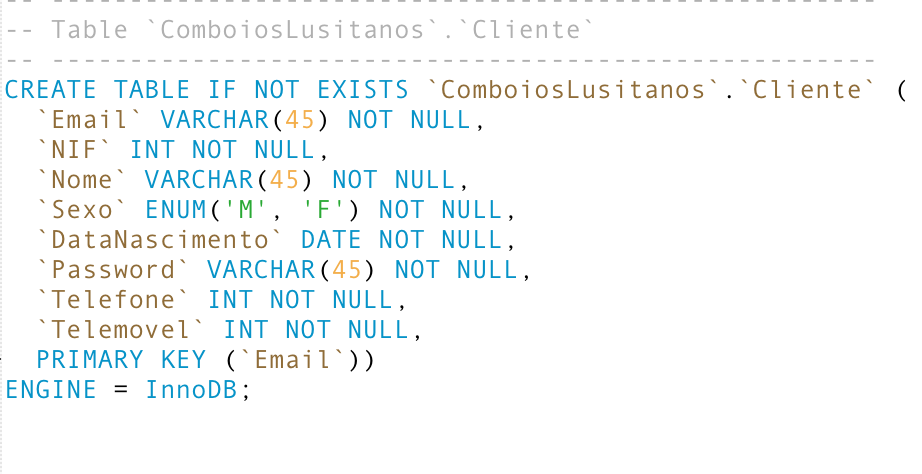 -- ----------------------------------------------------
-- Table `ComboiosLusitanos`.`Cliente`
-- ----------------------------------------------------
CREATE TABLE IF NOT EXISTS `ComboiosLusitanos`.`Cliente` (
  `Email` VARCHAR(45) NOT NULL,
  `NIF` INT NOT NULL,
  `Nome` VARCHAR(45) NOT NULL,
  `Sexo` ENUM('M', 'F') NOT NULL,
  `DataNascimento` DATE NOT NULL,
  `Password` VARCHAR(45) NOT NULL,
  `Telefone` INT NOT NULL,
  `Telemovel` INT NOT NULL,
  PRIMARY KEY (`Email`))
ENGINE = InnoDB;